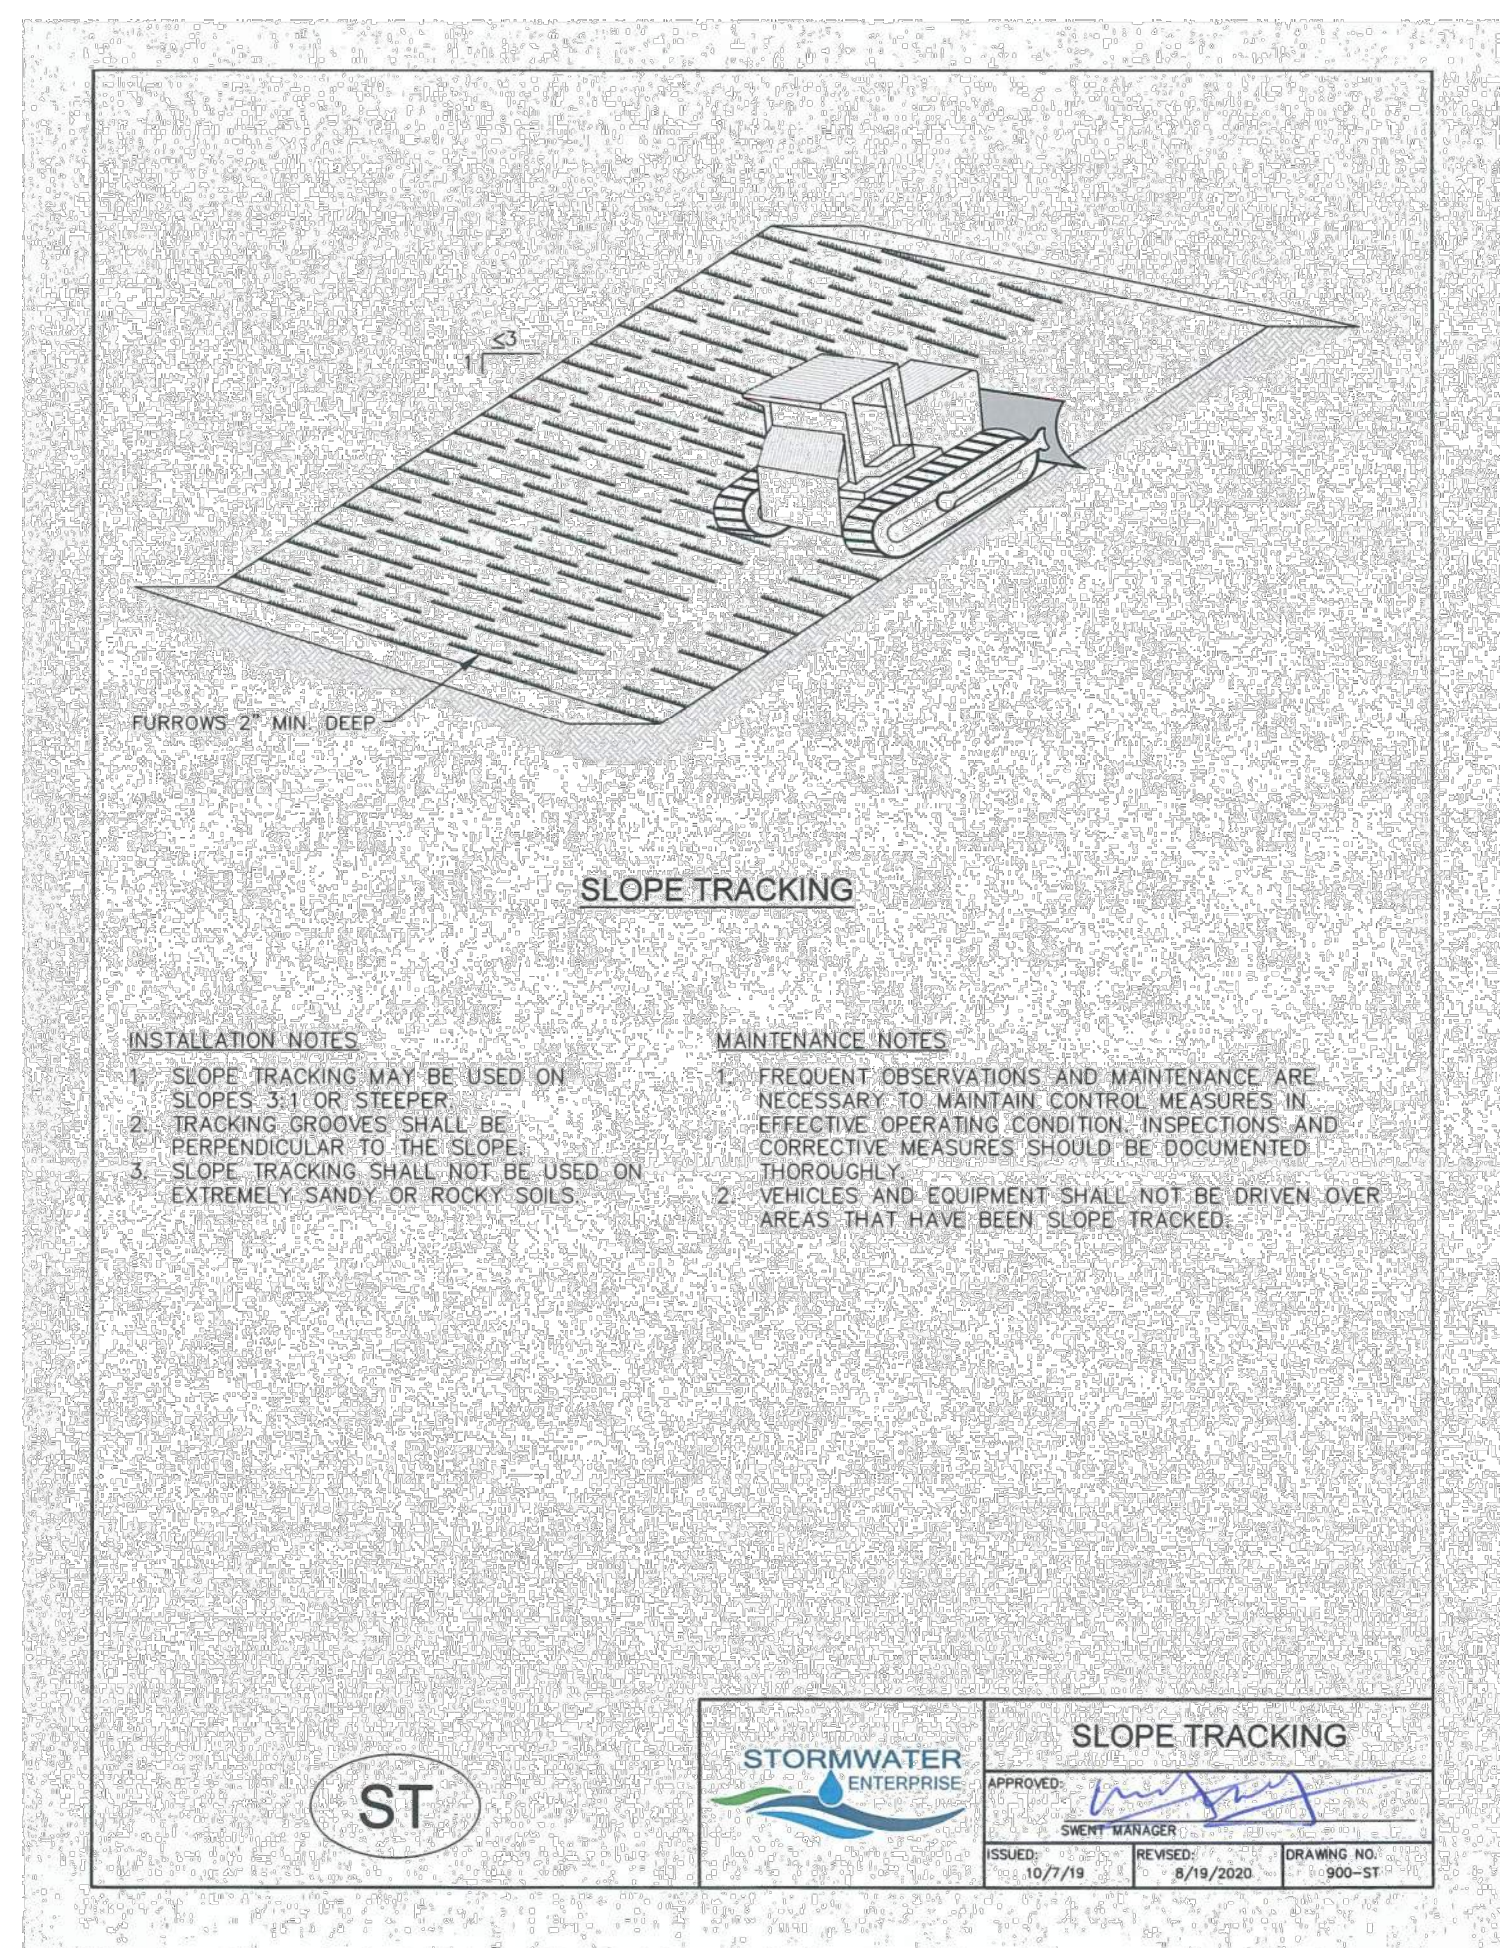 ≤3
1
FURROWS 2" MIN. DEEP
SLOPE TRACKING
INSTALLATION NOTES
1. SLOPE TRACKING MAY BE USED ON
SLOPES 3:1 OR STEEPER.
2. TRACKING GROOVES SHALL BE
PERPENDICULAR TO THE SLOPE.
3. SLOPE TRACKING SHALL NOT BE USED ON
EXTREMELY SANDY OR ROCKY SOILS.
MAINTENANCE NOTES
1. FREQUENT OBSERVATIONS AND MAINTENANCE ARE
NECESSARY TO MAINTAIN CONTROL MEASURES IN
EFFECTIVE OPERATING CONDITION. INSPECTIONS AND
CORRECTIVE MEASURES SHOULD BE DOCUMENTED
THOROUGHLY.
2. VEHICLES AND EQUIPMENT SHALL NOT BE DRIVEN OVER
AREAS THAT HAVE BEEN SLOPE TRACKED.
ST
STORMWATER
ENTERPRISE
SLOPE TRACKING
APPROVED:
SWENT MANAGER
ISSUED:
10/7/19
REVISED:
8/19/2020
DRAWING NO.
900-ST